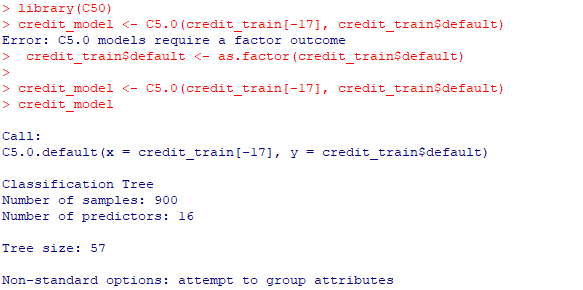 > library(C50)
> credit_model <- C5.0(credit_train[-17], credit_train$default)
Error: C5.0 models require a factor outcome
>  credit_train$default <- as.factor(credit_train$default)
>
> credit_model <- C5.0(credit_train[-17], credit_train$default)
> credit_model
Call:
C5.0.default(x = credit_train[-17], y = credit_train$default)
Classification Tree
Number of samples: 900
Number of predictors: 16
Tree size: 57
Non-standard options: attempt to group attributes